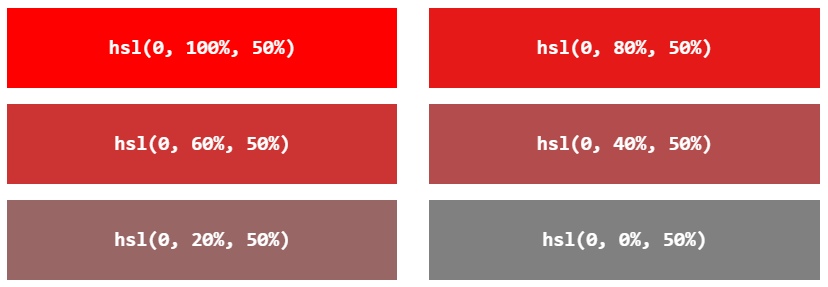 hsl(0, 100%, 50%)
hsl(0, 80%, 50%)
hsl(0, 60%, 50%)
hsl(0, 40%, 50%)
hsl(0, 20%, 50%)
hsl(0, 0%, 50%)